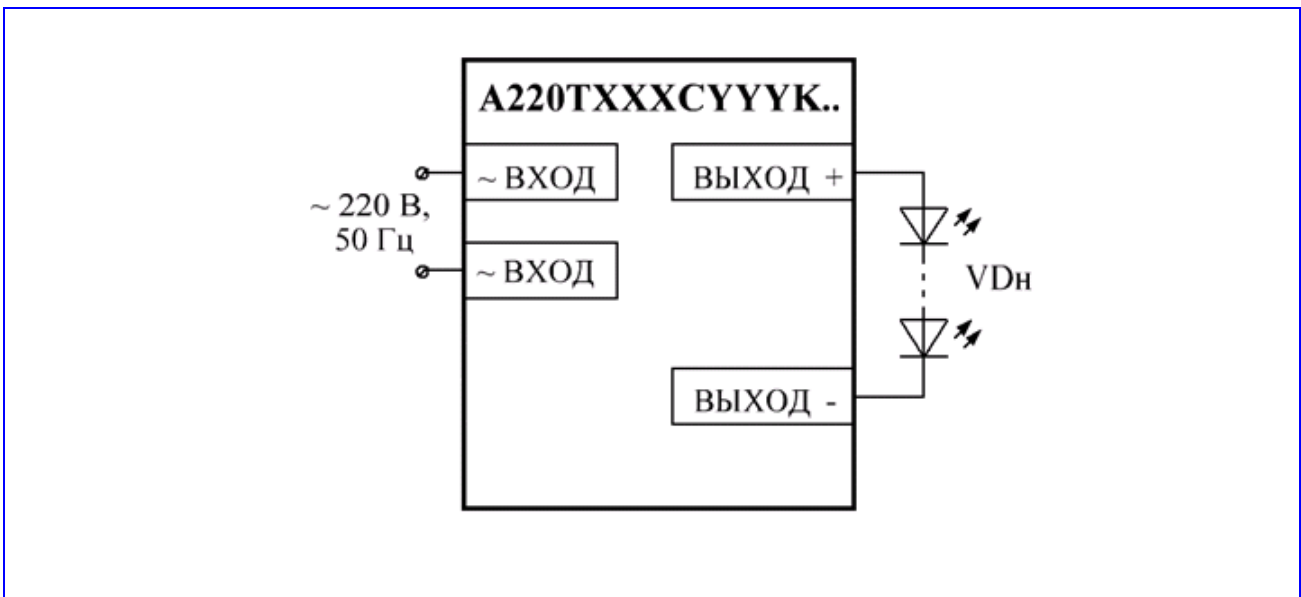 A220TXXXCYYYK..
~ ВХОД
ВЫХОД +
~ 220 В,
50 Гц
~ ВХОД
VDн
ВЫХОД -